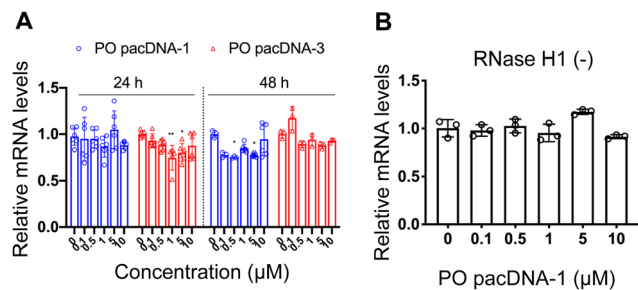 A
PO pacDNA-1 PO pacDNA-3
24 h 48 h
Relative mRNA levels
1.5
1.0
0.5
0.0
** * * *
0 0.1 0.5 1 5 10 0 0.1 0.5 1 5 10 0 0.1 0.5 1 5 10 0 0.1 0.5 1 5 10
Concentration (μM)
B
RNase H1 (-)
Relative mRNA levels
1.5
1.0
0.5
0.0
0 0.1 0.5 1 5 10
PO pacDNA-1 (μM)